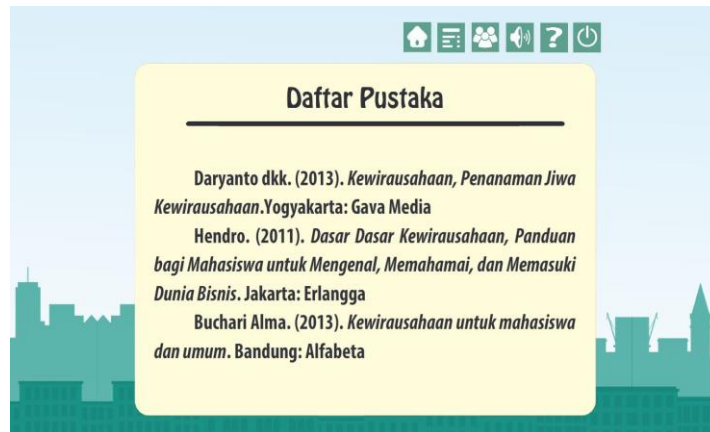 ?
Daftar Pustaka
Daryanto dkk. (2013). Kewirausahaan, Penanaman Jiwa
Kewirausahaan.Yogyakarta: Gava Media
Hendro. (2011). Dasar Dasar Kewirausahaan, Panduan
bagi Mahasiswa untuk Mengenal, Memahamai, dan Memasuki
Dunia Bisnis. Jakarta: Erlangga
Buchari Alma. (2013). Kewirausahaan untuk mahasiswa
dan umum. Bandung: Alfabeta